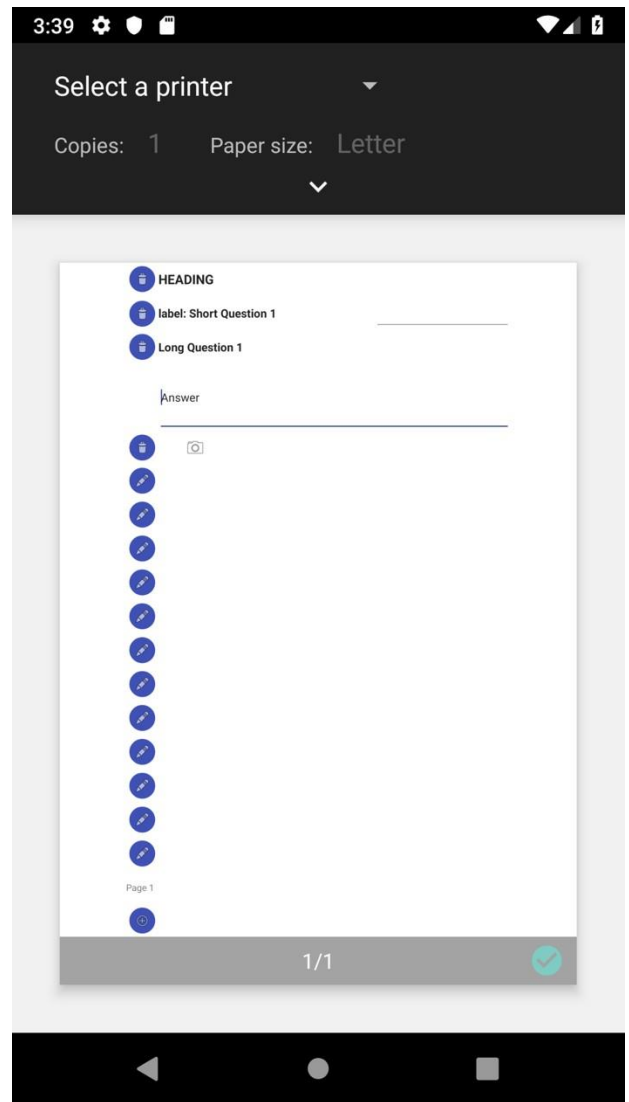 3:39
Select a printer
Copies: 1 Paper size: Letter
HEADING
label: Short Question 1
Long Question 1
Answer
Page 1
1/1